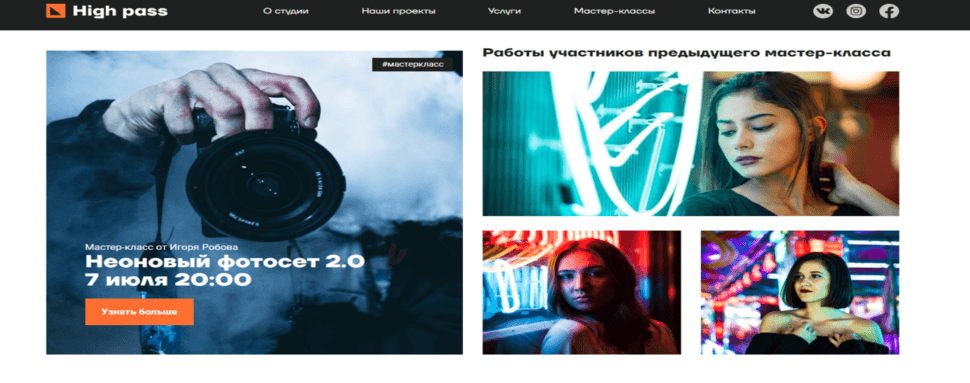 High pass
О студии
Наши проекты
Услуги
Мастер-классы
Контакты
#мастеркласс
Мастер-класс от Игоря Робова
Неоновый фотосет 2.0
7 июля 20:00
Узнать больше
Работы участников предыдущего мастер-класса